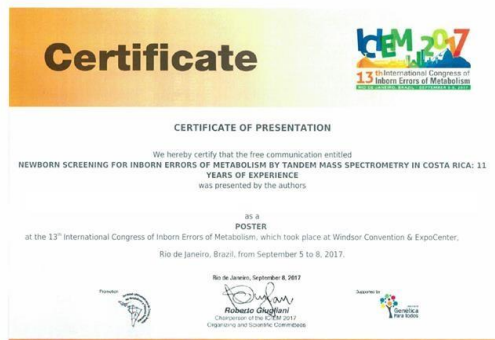 Certificate
ICIEM 2017
13th International Congress of
Inborn Errors of Metabolism
RIO DE JANEIRO, BRAZIL - SEPTEMBER 5-8, 2017
CERTIFICATE OF PRESENTATION
We hereby certify that the free communication entitled
NEWBORN SCREENING FOR INBORN ERRORS OF METABOLISM BY TANDEM MASS SPECTROMETRY IN COSTA RICA: 11
YEARS OF EXPERIENCE
was presented by the authors
as a
POSTER
at the 13th International Congress of Inborn Errors of Metabolism, which took place at Windsor Convention & ExpoCenter,
Rio de Janeiro, Brazil, from September 5 to 8, 2017.
Rio de Janeiro, September 8, 2017
Promotion
Supported by
Roberto Giugliani
Chairperson of the ICIEM 2017
Organizing and Scientific Committees
Genética
Para todos